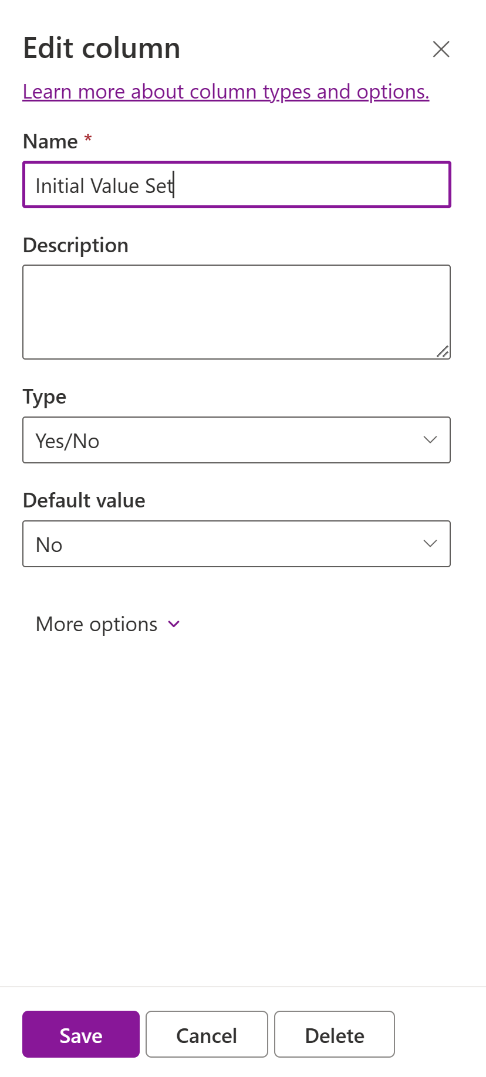 Edit column
Learn more about column types and options.
Name *
Initial Value Set
Description
Type
Yes/No
Default value
No
More options
Save
Cancel
Delete